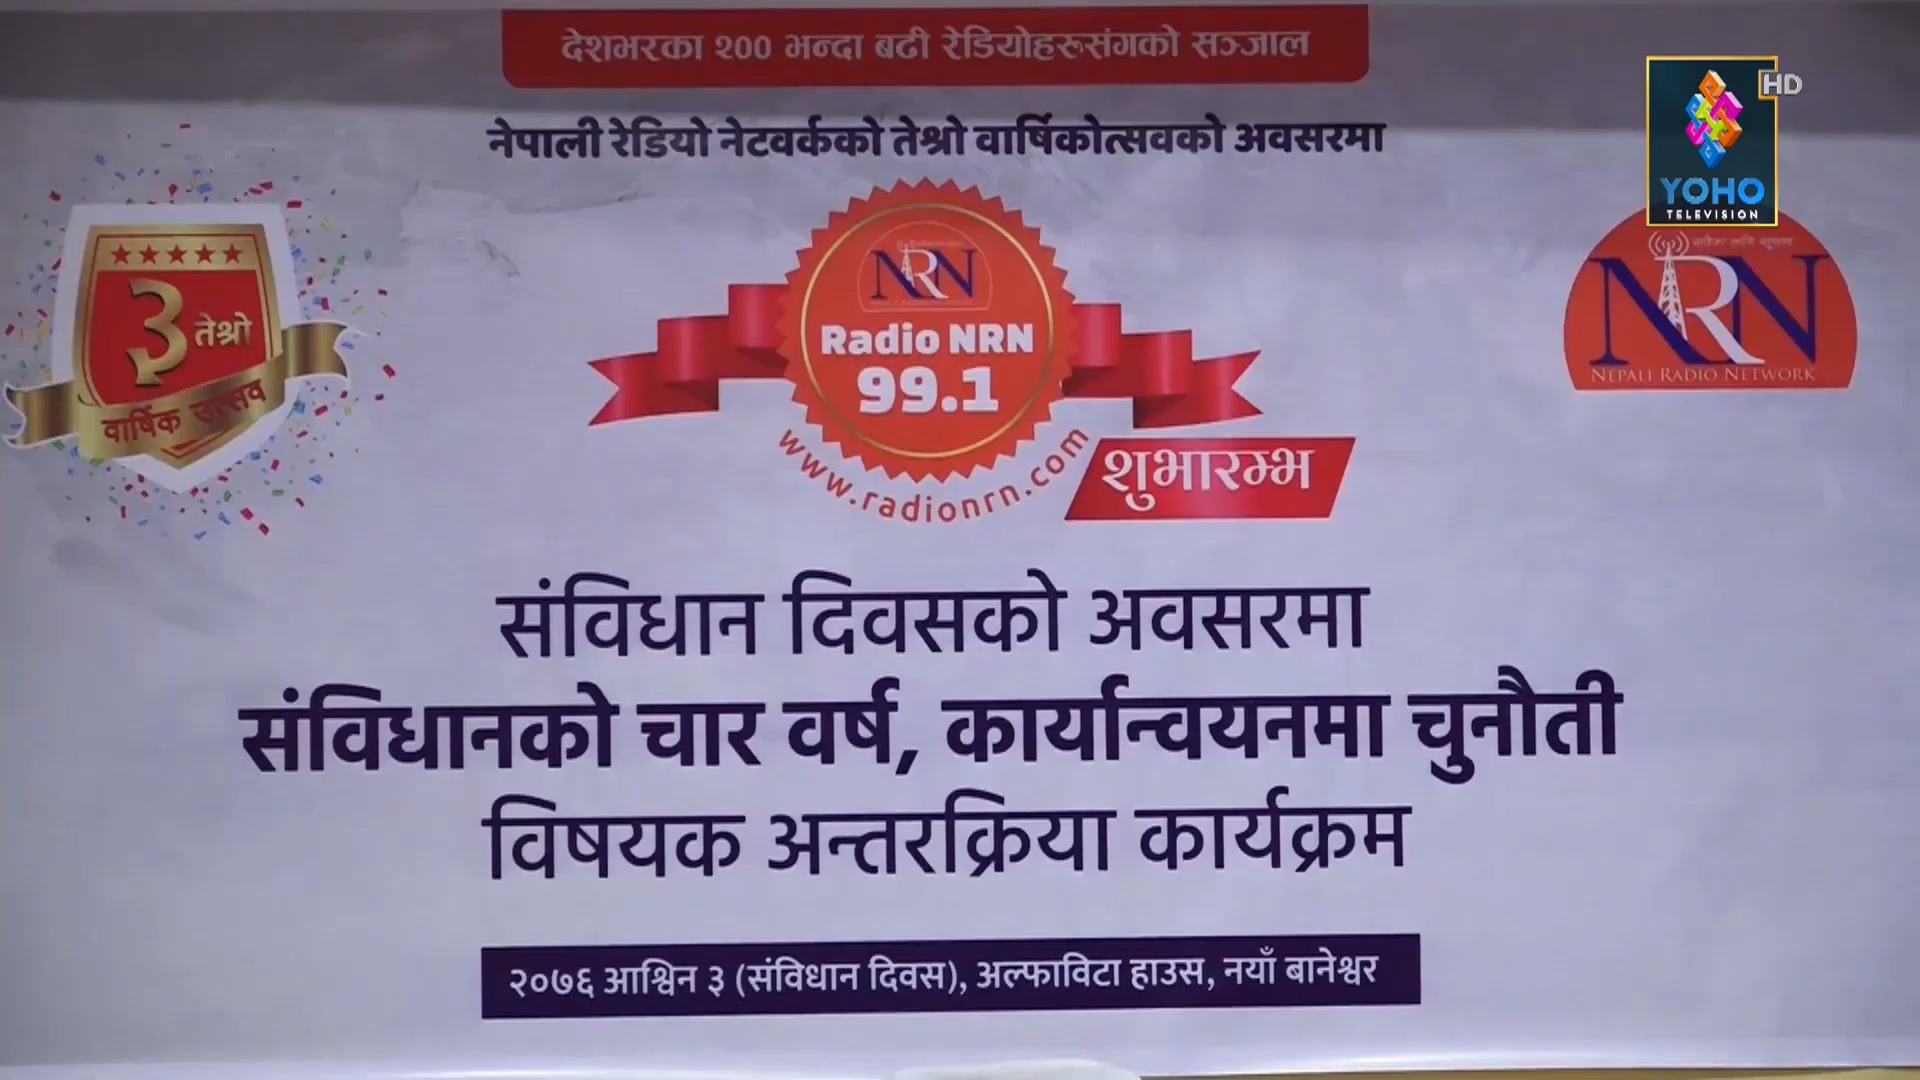 देशभरका २०० भन्दा बढी रेडियोहरूसंगको सञ्जाल
नेपाली रेडियो नेटवर्कको तेश्रो वार्षिकोत्सवको अवसरमा
HD
YOHO
TELEVISION
३ तेश्रो
वार्षिक उत्सव
NRN
Radio NRN
99.1
www.radionrn.com
शुभारम्भ
NRN
NEPALI RADIO NETWORK
संविधान दिवसको अवसरमा
संविधानको चार वर्ष, कार्यान्वयनमा चुनौती
विषयक अन्तरक्रिया कार्यक्रम
२०७६ आश्विन ३ (संविधान दिवस), अल्फाविटा हाउस, नयाँ बानेश्वर